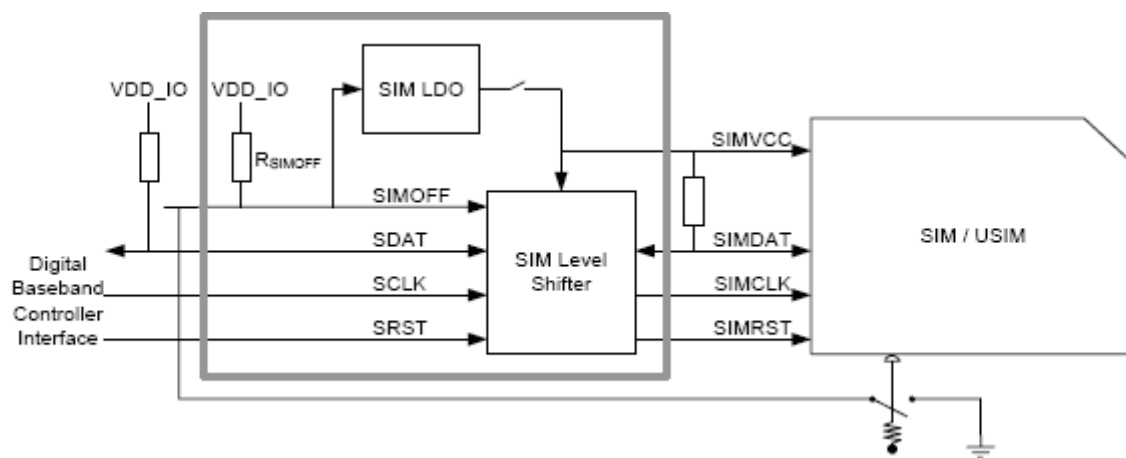 VDD_IO
VDD_IO
SIM LDO
RSIMOFF
SIMVCC
SIMOFF
SIM / USIM
SDAT
SIMDAT
Digital
Baseband
Controller
Interface
SIM Level
Shifter
SCLK
SIMCLK
SRST
SIMRST